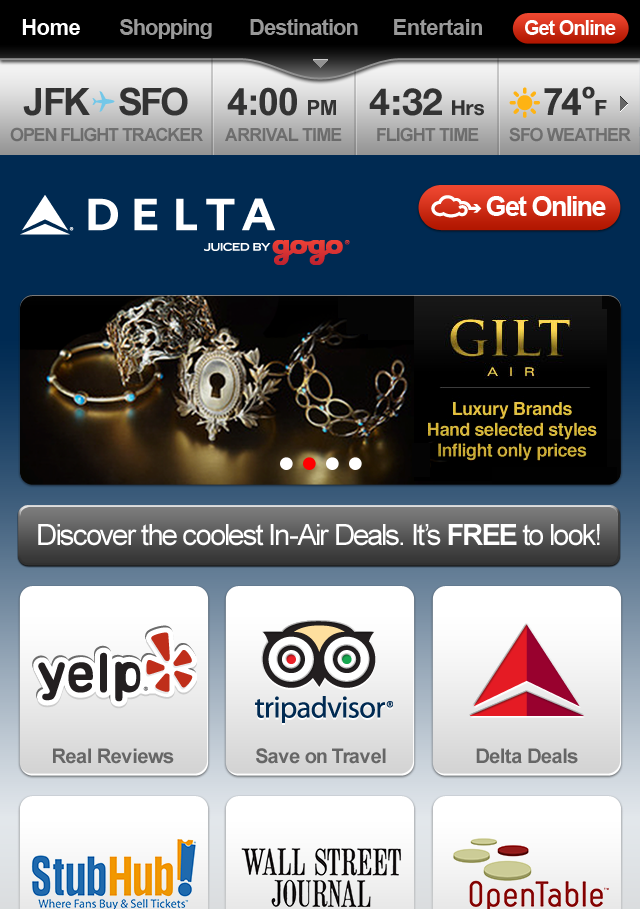 Home Shopping Destination Entertain Get Online
JFK SFO 4:00 PM 4:32 Hrs 74ºF
OPEN FLIGHT TRACKER ARRIVAL TIME FLIGHT TIME SFO WEATHER
DELTA
JUICED BY gogo®
Get Online
GILT
AIR
Luxury Brands
Hand selected styles
Inflight only prices
Discover the coolest In-Air Deals. It's FREE to look!
yelp
Real Reviews
tripadvisor®
Save on Travel
Delta Deals
StubHub!
Where Fans Buy & Sell Tickets™
WALL STREET
JOURNAL
OpenTable™